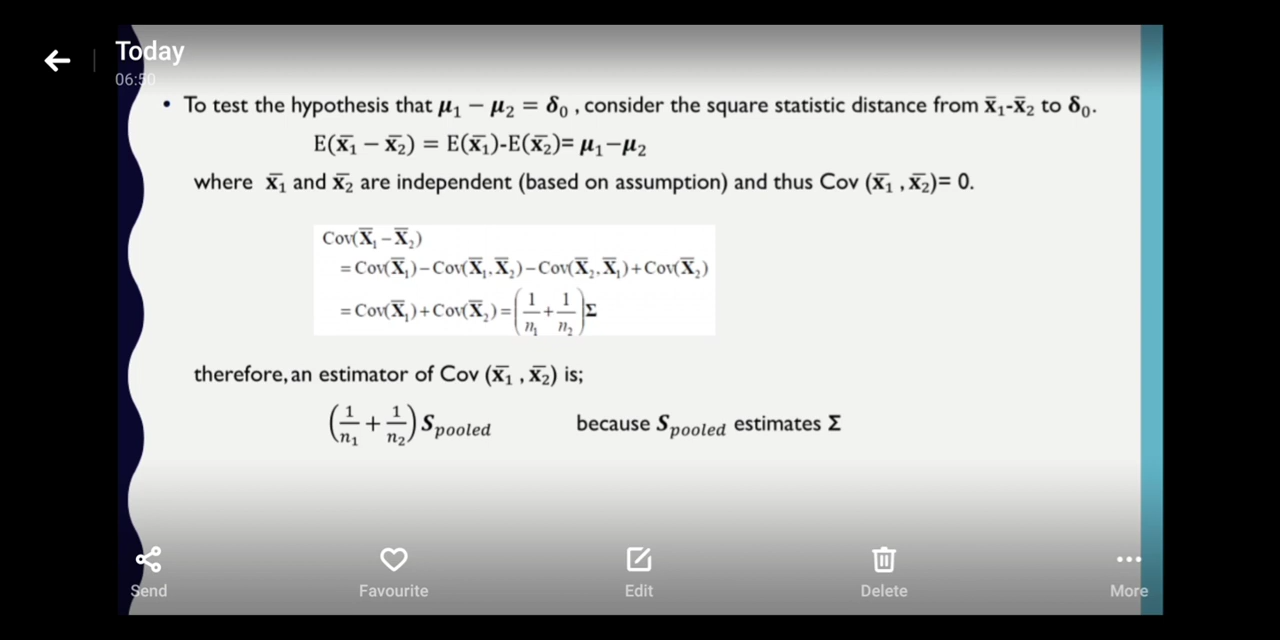 Today
06:50
• To test the hypothesis that μ₁ − μ₂ = δ₀ , consider the square statistic distance from x̄₁-x̄₂ to δ₀.
E(x̄₁ − x̄₂) = E(x̄₁)-E(x̄₂)= μ₁−μ₂
where x̄₁ and x̄₂ are independent (based on assumption) and thus Cov (x̄₁ , x̄₂)= 0.
Cov(X̄₁ − X̄₂)
= Cov(X̄₁) − Cov(X̄₁, X̄₂) − Cov(X̄₂, X̄₁) + Cov(X̄₂)
= Cov(X̄₁) + Cov(X̄₂) = (1/n₁ + 1/n₂)Σ
therefore, an estimator of Cov (x̄₁ , x̄₂) is;
(1/n₁ + 1/n₂) S_pooled because S_pooled estimates Σ
Send Favourite Edit Delete More